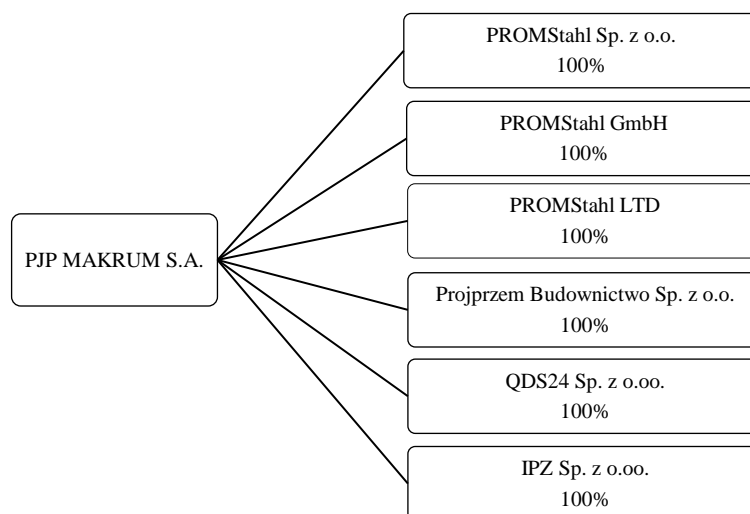 PJP MAKRUM S.A.
PROMStahl Sp. z o.o.
100%
PROMStahl GmbH
100%
PROMStahl LTD
100%
Projprzem Budownictwo Sp. z o.o.
100%
QDS24 Sp. z o.oo.
100%
IPZ Sp. z o.oo.
100%